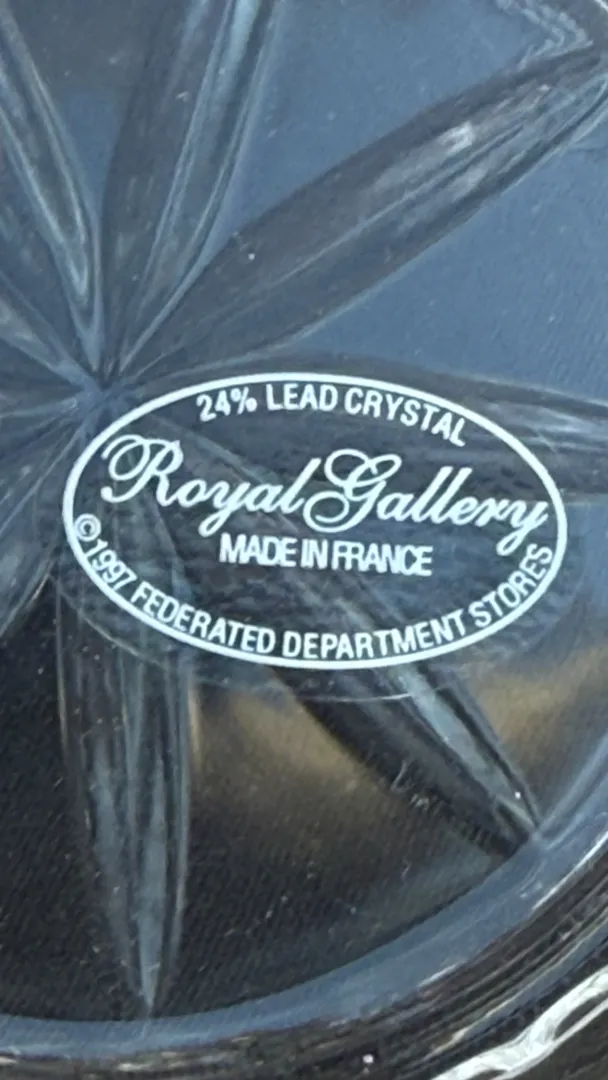 24% LEAD CRYSTAL
Royal Gallery
MADE IN FRANCE
©1997 FEDERATED DEPARTMENT STORES